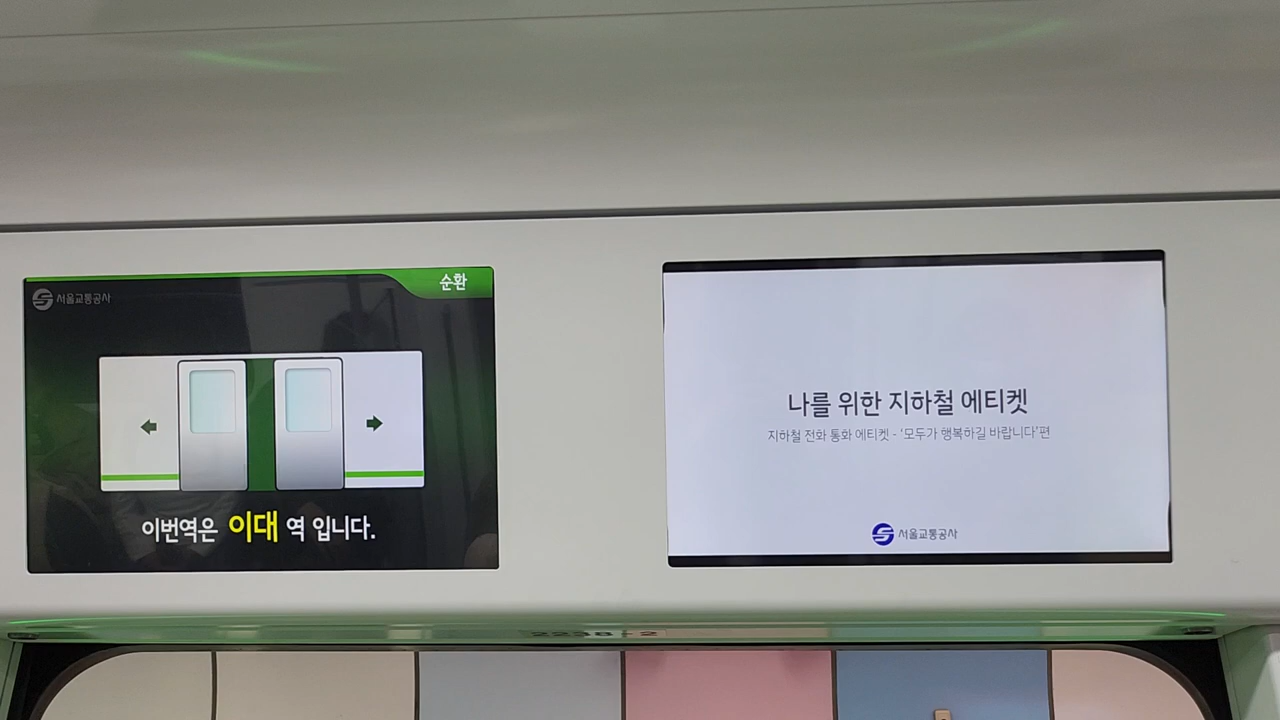 순환
서울교통공사
이번역은 이대 역 입니다.
나를 위한 지하철 에티켓
지하철 전화 통화 에티켓 - '모두가 행복하길 바랍니다'편
서울교통공사